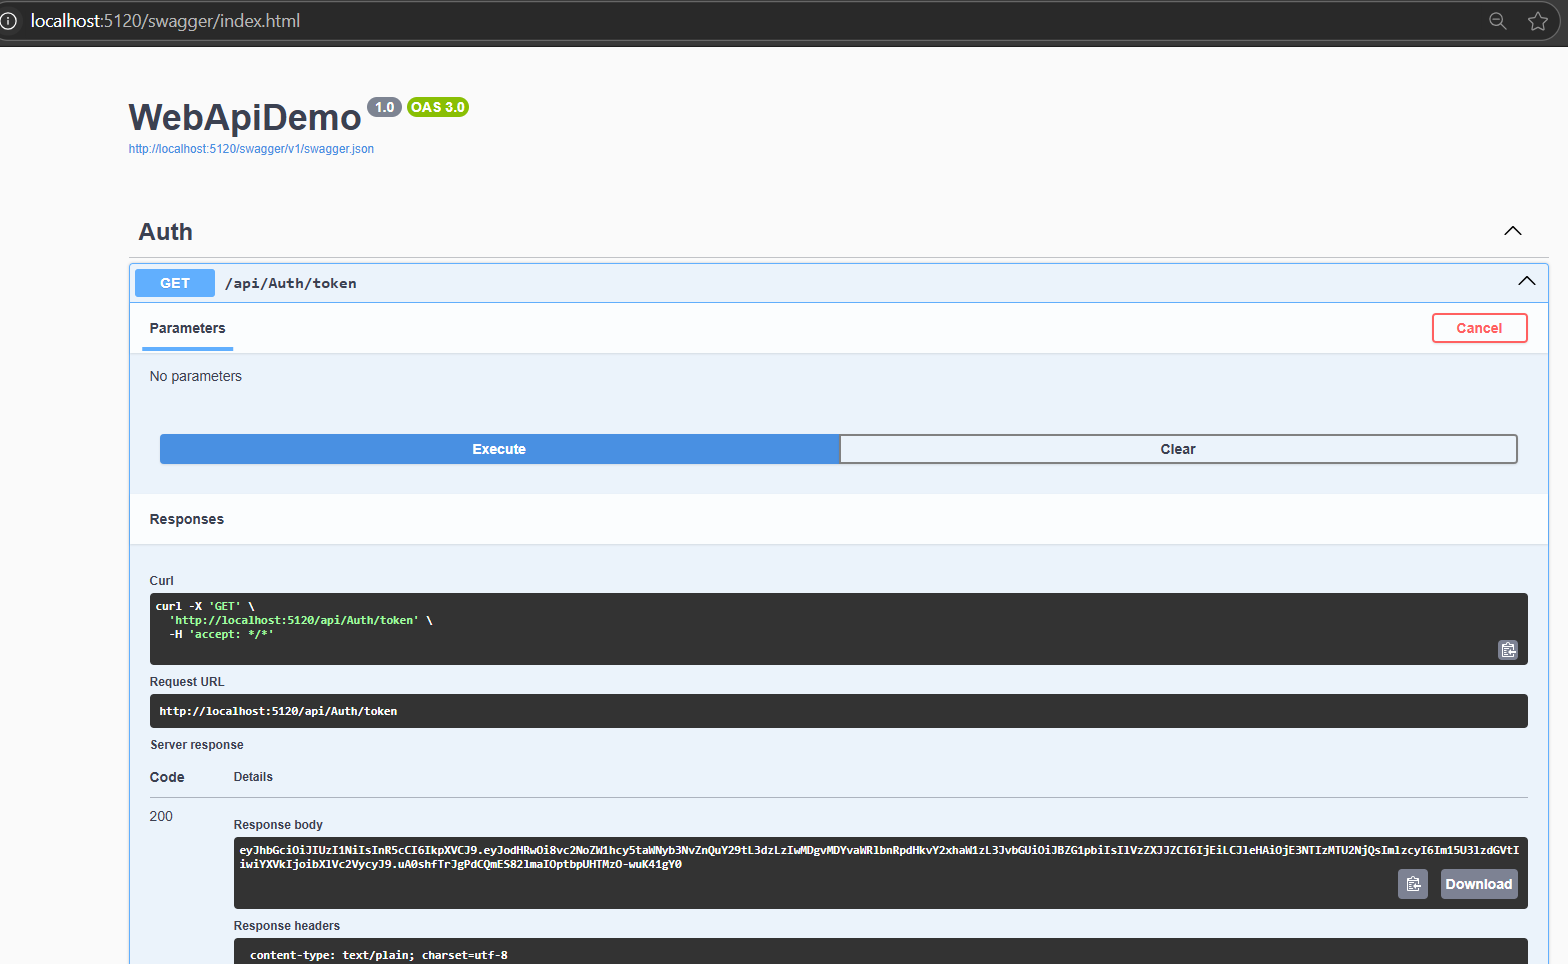 localhost:5120/swagger/index.html
WebApiDemo 1.0 OAS 3.0
http://localhost:5120/swagger/v1/swagger.json
Auth
GET /api/Auth/token
Parameters Cancel
No parameters
Execute Clear
Responses
Curl
curl -X 'GET' \
'http://localhost:5120/api/Auth/token' \
-H 'accept: */*'
Request URL
http://localhost:5120/api/Auth/token
Server response
Code Details
200
Response body
eyJhbGciOiJIUzI1NiIsInR5cCI6IkpXVCJ9.eyJodHRwOi8vc2NoZW1hcy5taWNyb3NvZnQuY29tL3dzLzIwMDgvMDYvaWRlbnRpdHkvY2xhaW1zL3JvbGUiOiJBZG1pbiIsIlVzZXJJZCI6IjEiLCJleHAiOjE3NTIzMTU2NjQsImlzcyI6Im15U3lzdGVtI
iwiYXVkIjoibXlVc2VycyJ9.uA0shfTrJgPdCQmES82lmaIOptbpUHTMzO-wuK41gY0
Download
Response headers
content-type: text/plain; charset=utf-8